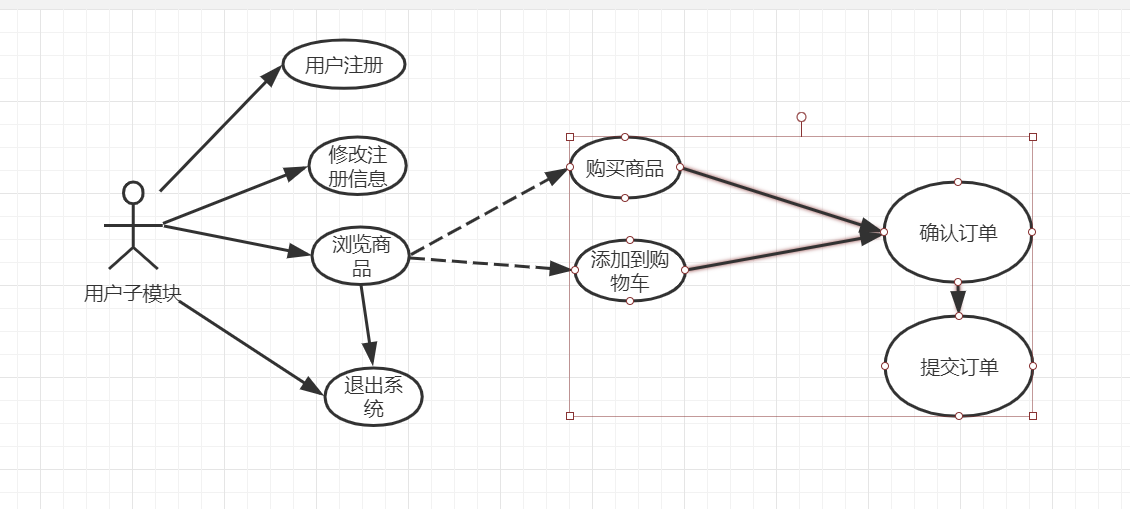 用户注册
修改注
册信息
浏览商
品
用户子模块
退出系
统
购买商品
添加到购
物车
确认订单
提交订单